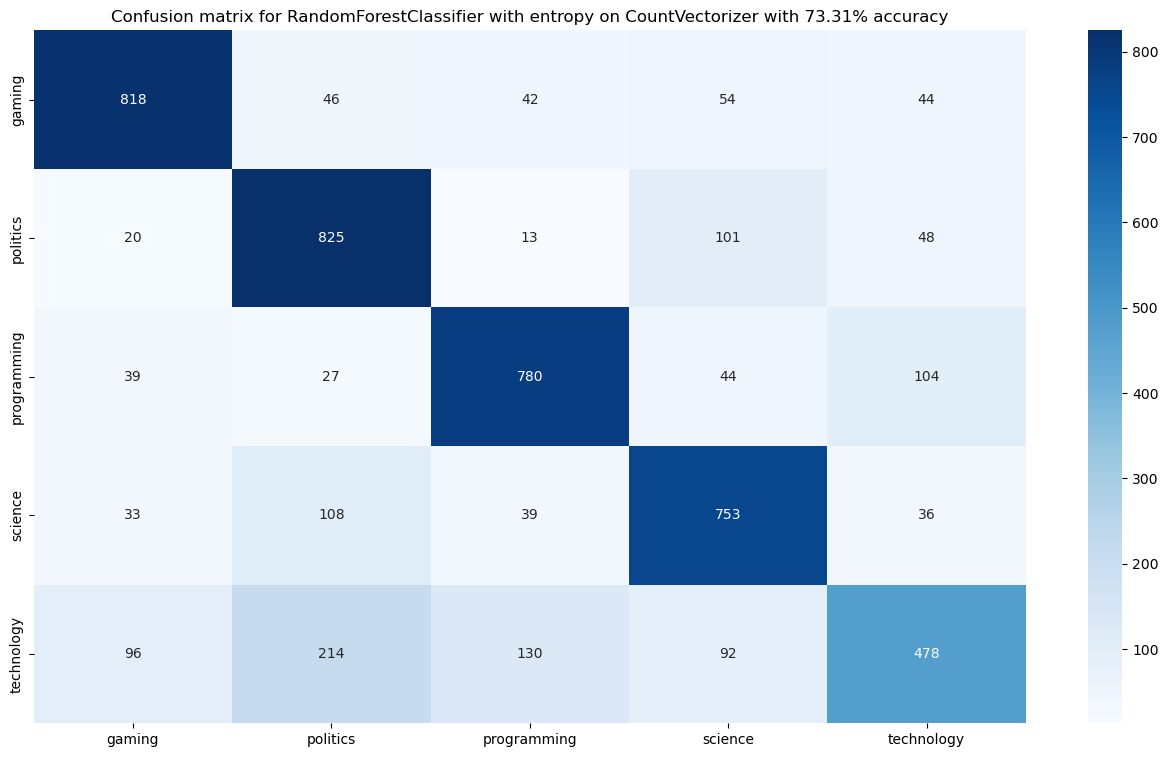 Confusion matrix for RandomForestClassifier with entropy on CountVectorizer with 73.31% accuracy
gaming 818 46 42 54 44
politics 20 825 13 101 48
programming 39 27 780 44 104
science 33 108 39 753 36
technology 96 214 130 92 478
gaming politics programming science technology
800
700
600
500
400
300
200
100